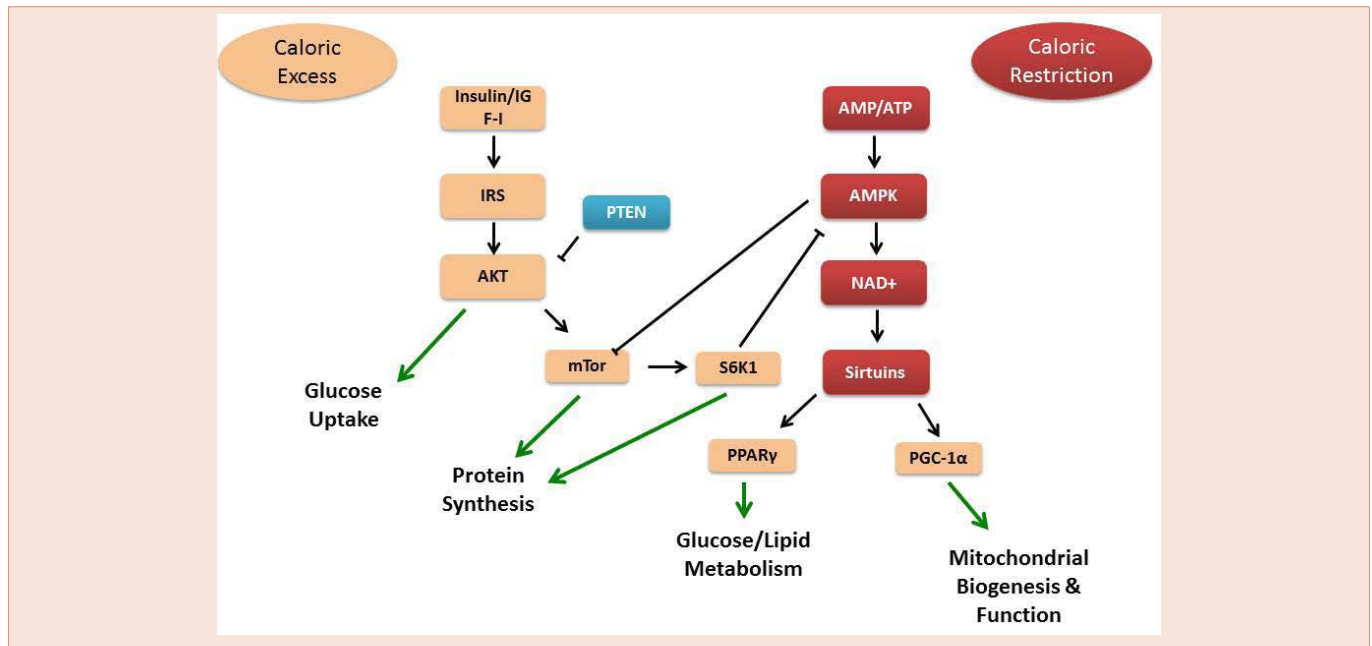 Caloric
Excess
Caloric
Restriction
Insulin/IG
F-I
AMP/ATP
IRS
AMPK
PTEN
AKT
NAD+
mTor
S6K1
Sirtuins
Glucose
Uptake
PPARγ
PGC-1α
Protein
Synthesis
Glucose/Lipid
Metabolism
Mitochondrial
Biogenesis &
Function